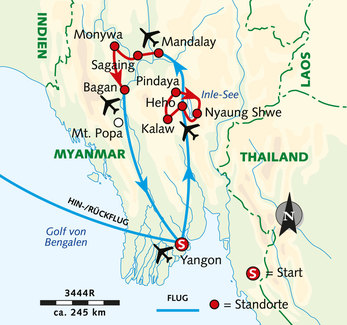 INDIEN
Monywa
Mandalay
Sagaing
Pindaya
LAOS
Bagan
Heho
Inle-See
Nyaung Shwe
Mt. Popa
Kalaw
MYANMAR
THAILAND
HIN-/RÜCKFLUG
N
Golf von
Bengalen
S
Yangon
S = Start
3444R
ca. 245 km
FLUG
= Standorte